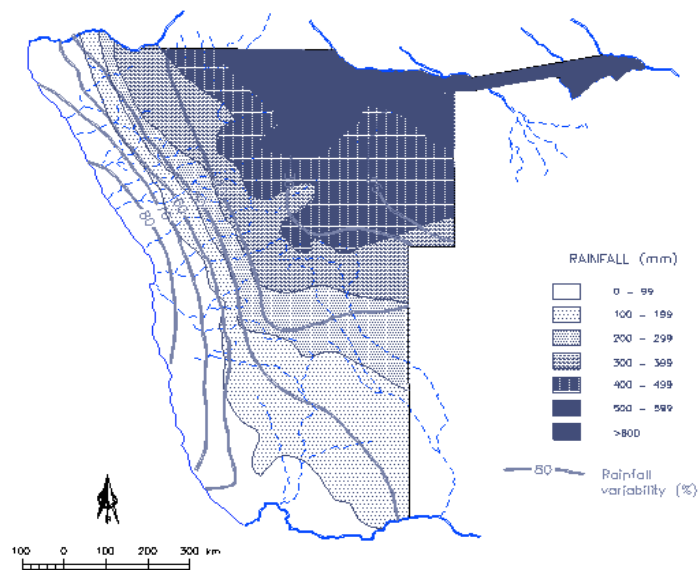 RAINFALL (mm)
0 - 99
100 - 199
200 - 299
300 - 399
400 - 499
500 - 599
>600
80
Rainfall
variability (%)
80
100 0 100 200 300 km